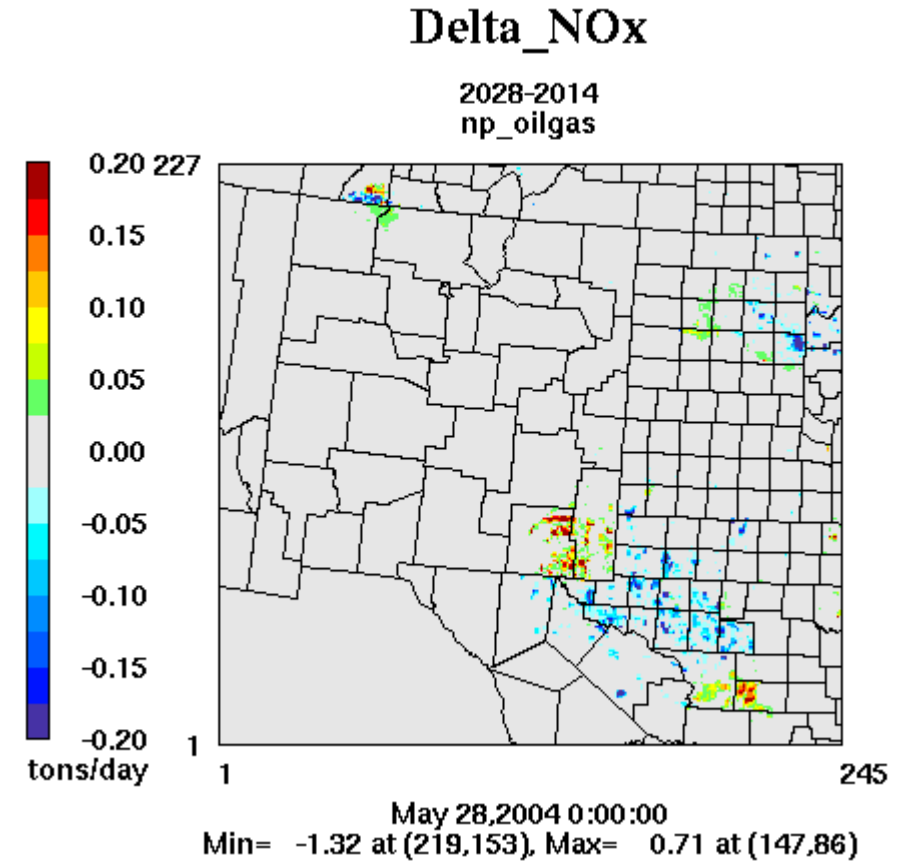 Delta_NOx
2028-2014
np_oilgas
0.20 227
0.15
0.10
0.05
0.00
-0.05
-0.10
-0.15
-0.20 1
tons/day 1 245
May 28,2004 0:00:00
Min= -1.32 at (219,153), Max= 0.71 at (147,86)